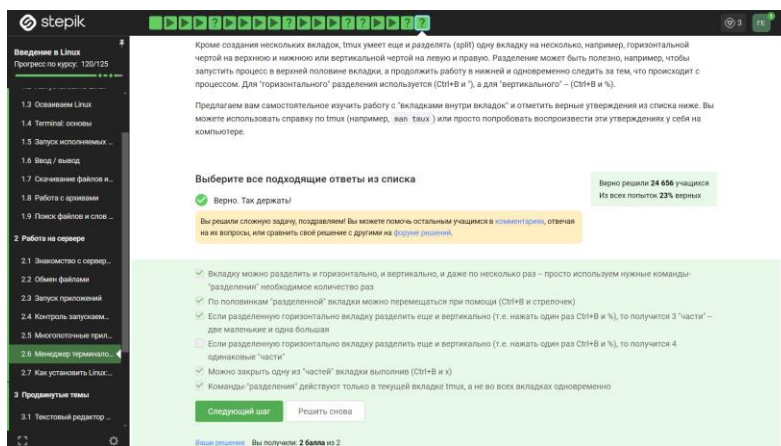 stepik
3
ГЕ
Введение в Linux
Прогресс по курсу: 120/125
1.3 Осваиваем Linux
1.4 Terminal: основы
1.5 Запуск исполняемых ...
1.6 Ввод / вывод
1.7 Скачивание файлов и...
1.8 Работа с архивами
1.9 Поиск файлов и слов ...
2 Работа на сервере
2.1 Знакомство с сервер...
2.2 Обмен файлами
2.3 Запуск приложений
2.4 Контроль запускаем...
2.5 Многопоточные прил...
2.6 Менеджер терминало...
2.7 Как установить Linux:...
3 Продвинутые темы
3.1 Текстовый редактор ...
Кроме создания нескольких вкладок, tmux умеет еще и разделять (split) одну вкладку на несколько, например, горизонтальной
чертой на верхнюю и нижнюю или вертикальной чертой на левую и правую. Разделение может быть полезно, например, чтобы
запустить процесс в верхней половине вкладки, а продолжить работу в нижней и одновременно следить за тем, что происходит с
процессом. Для "горизонтального" разделения используется (Ctrl+B и "), а для "вертикального" – (Ctrl+B и %).
Предлагаем вам самостоятельное изучить работу с "вкладками внутри вкладок" и отметить верные утверждения из списка ниже. Вы
можете использовать справку по tmux (например, man tmux ) или просто попробовать воспроизвести эти утверждениях у себя на
компьютере.
Выберите все подходящие ответы из списка
Верно решили 24 656 учащихся
Из всех попыток 23% верных
Верно. Так держать!
Вы решили сложную задачу, поздравляем! Вы можете помочь остальным учащимся в комментариях, отвечая
на их вопросы, или сравнить своё решение с другими на форуме решений.
Вкладку можно разделить и горизонтально, и вертикально, и даже по несколько раз – просто используем нужные команды-
"разделения" необходимое количество раз
По половинкам "разделенной" вкладки можно перемещаться при помощи (Ctrl+B и стрелочек)
Если разделенную горизонтально вкладку разделить еще и вертикально (т.е. нажать один раз Ctrl+B и %), то получится 3 "части" –
две маленькие и одна большая
Если разделенную горизонтально вкладку разделить еще и вертикально (т.е. нажать один раз Ctrl+B и %), то получится 4
одинаковые "части"
Можно закрыть одну из "частей" вкладки выполнив (Ctrl+B и x)
Команды-"разделения" действуют только в текущей вкладке tmux, а не во всех вкладках одновременно
Следующий шаг
Решить снова
Ваши решения Вы получили: 2 балла из 2